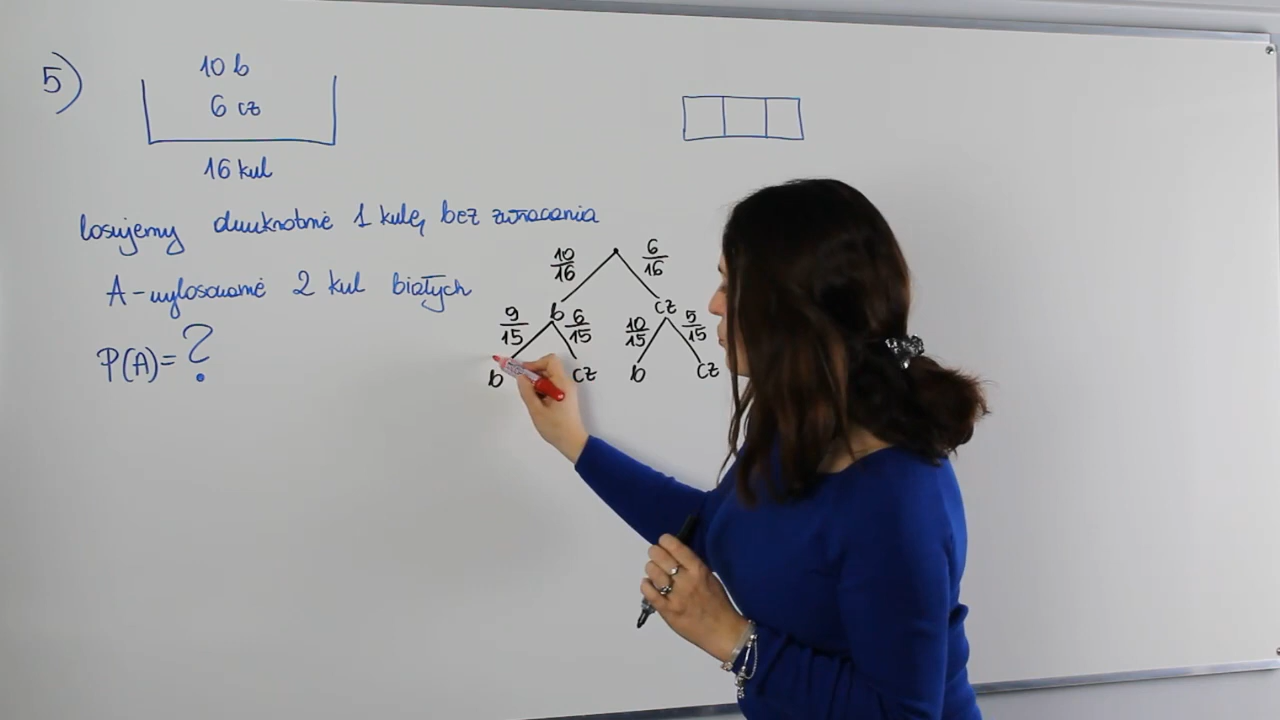 5)
10 b
6 cz
16 kul
losujemy dwukrotnie 1 kulę bez zwracania
A - wylosowanie 2 kul białych
P(A) = ?
10/16 6/16
b cz
9/15 6/15 10/15 5/15
b cz b cz